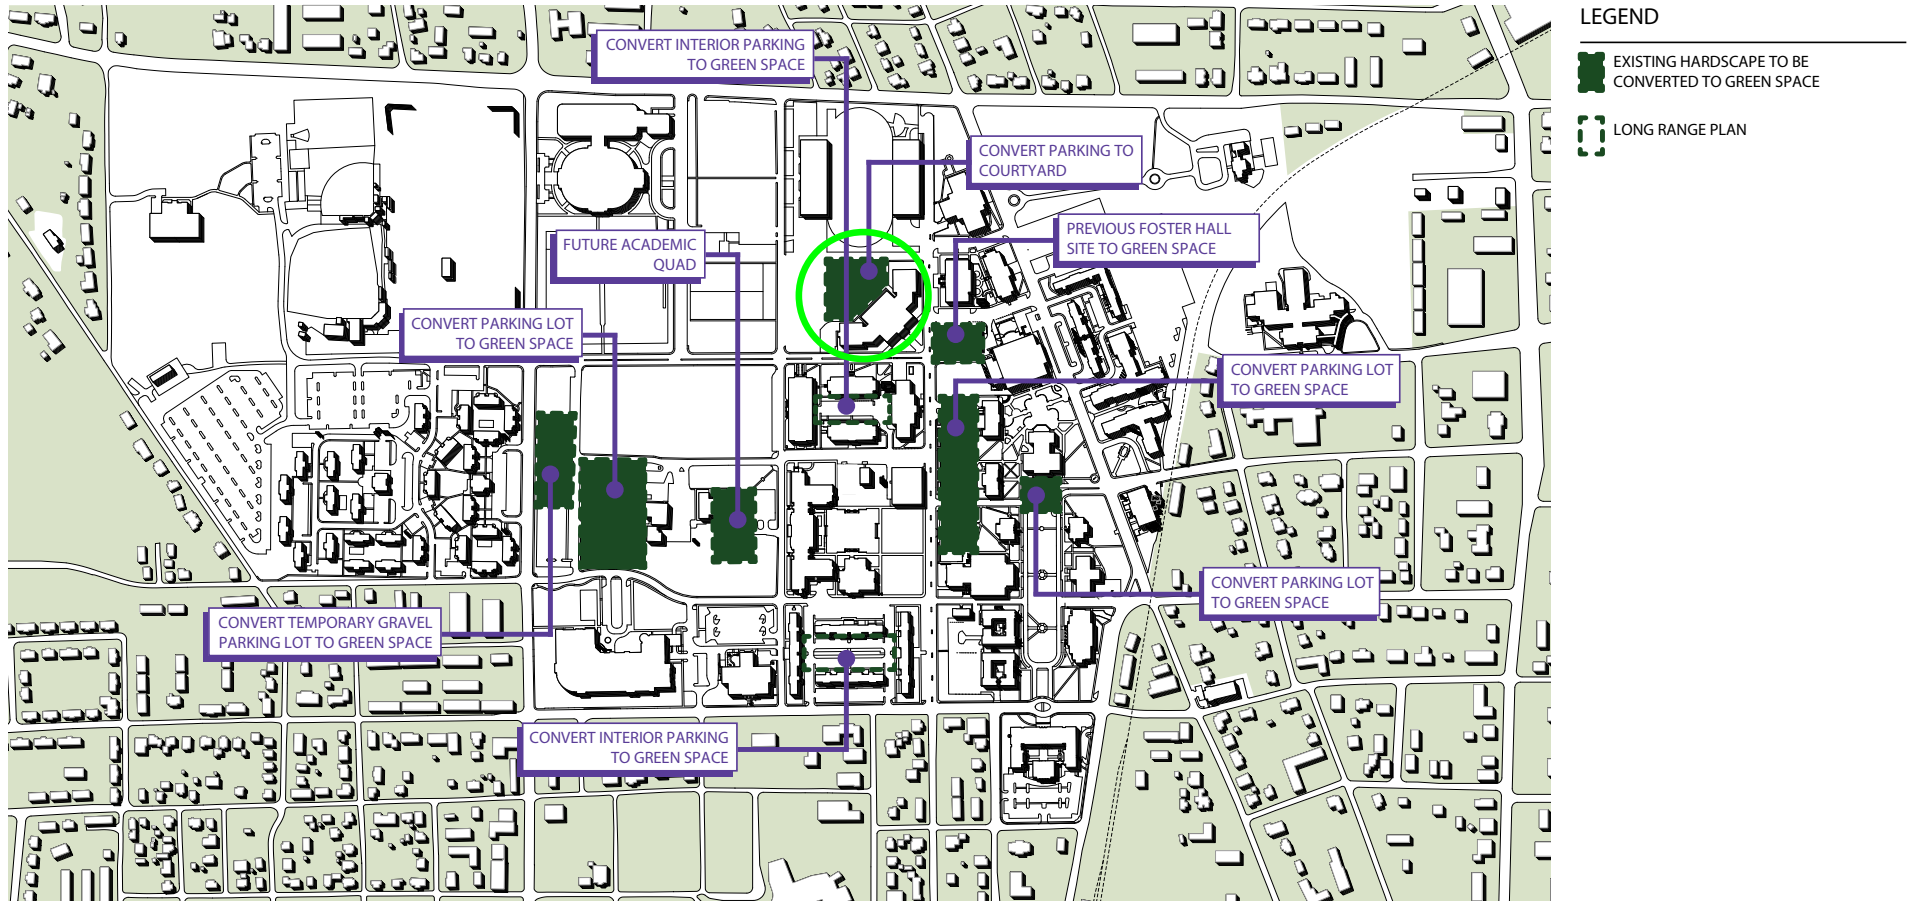 LEGEND
EXISTING HARDSCAPE TO BE
CONVERTED TO GREEN SPACE
LONG RANGE PLAN
CONVERT INTERIOR PARKING
TO GREEN SPACE
CONVERT PARKING TO
COURTYARD
PREVIOUS FOSTER HALL
SITE TO GREEN SPACE
FUTURE ACADEMIC
QUAD
CONVERT PARKING LOT
TO GREEN SPACE
CONVERT PARKING LOT
TO GREEN SPACE
CONVERT PARKING LOT
TO GREEN SPACE
CONVERT TEMPORARY GRAVEL
PARKING LOT TO GREEN SPACE
CONVERT INTERIOR PARKING
TO GREEN SPACE